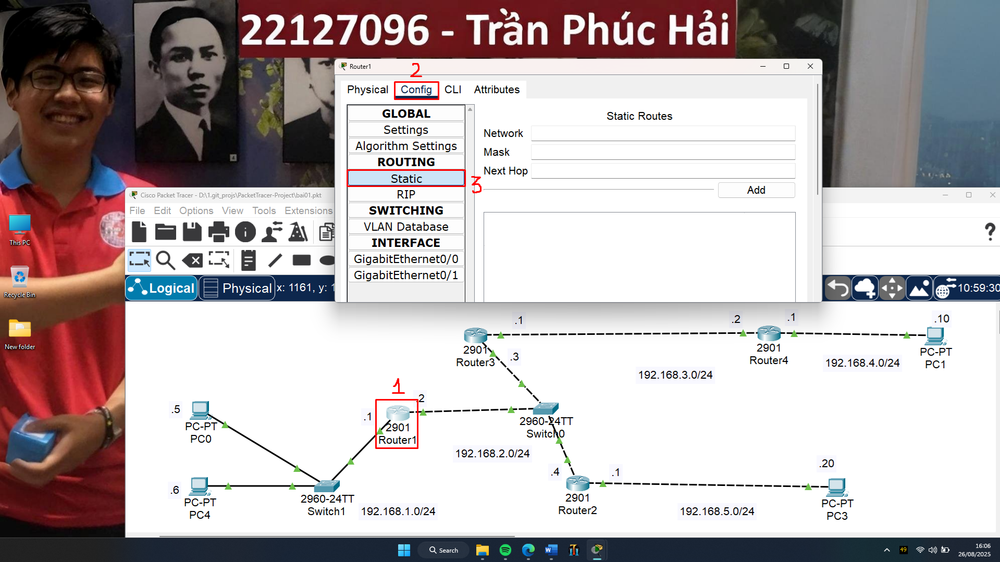 22127096 - Trần Phúc Hải
Router1
2
Physical Config CLI Attributes
GLOBAL
Settings
Algorithm Settings
ROUTING
Static
3
RIP
SWITCHING
VLAN Database
INTERFACE
GigabitEthernet0/0
GigabitEthernet0/1
Static Routes
Network
Mask
Next Hop
Add
Cisco Packet Tracer - D:\1.git_projs\PacketTracer-Project\bai01.pkt
File Edit Options View Tools Extensions
This PC
Recycle Bin
New folder
Logical Physical x: 1161, y: 1
10:59:30
.1 .2 .1 .10
2901
Router3
.3
2901
Router4
PC-PT
PC1
192.168.4.0/24
192.168.3.0/24
1
.2
.1
2901
Router1
.5
PC-PT
PC0
2960-24TT
Switch0
192.168.2.0/24
.20
.4 .1
.6
PC-PT
PC4
2960-24TT
Switch1
192.168.1.0/24
2901
Router2
192.168.5.0/24
PC-PT
PC3
Search
49
16:06
26/08/2025